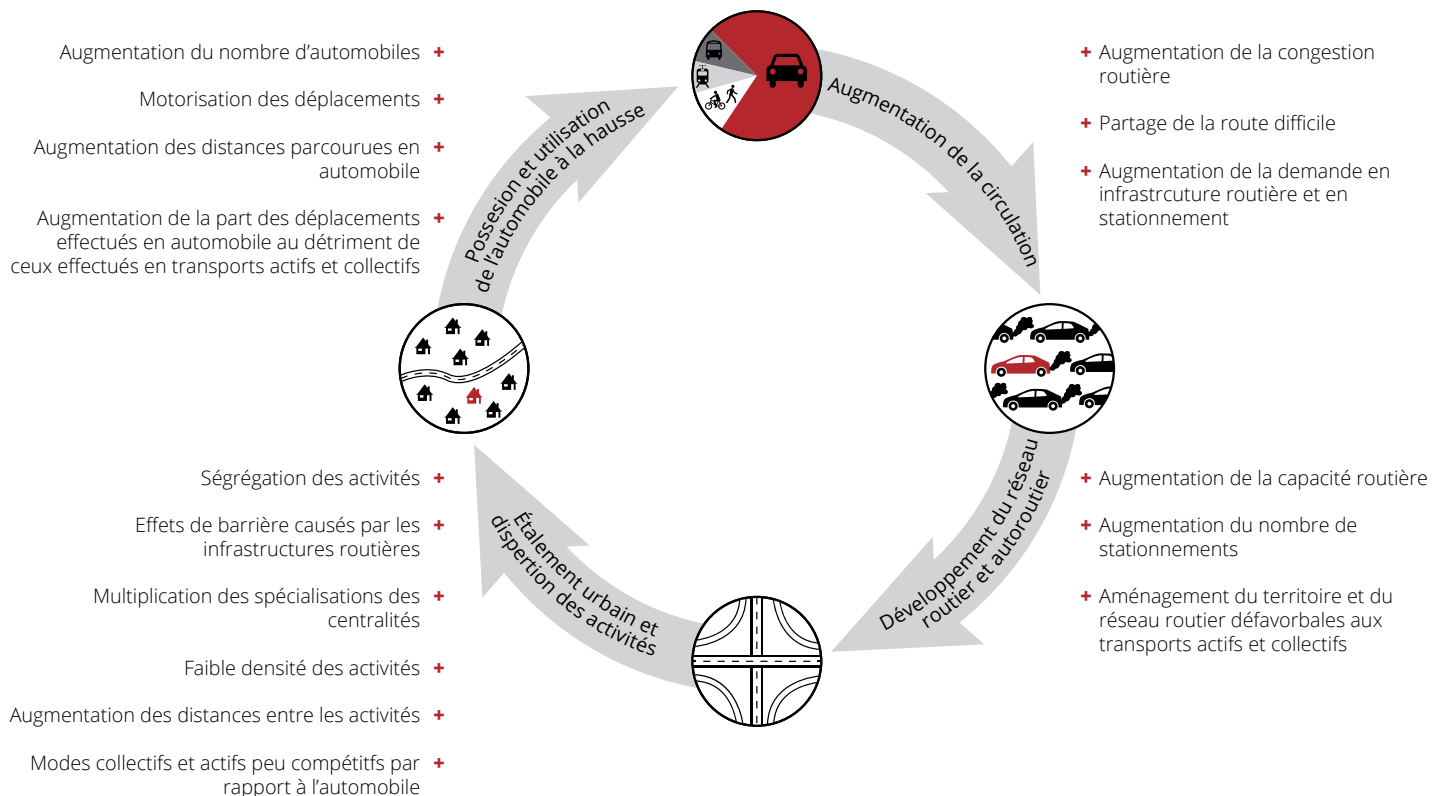 Augmentation du nombre d'automobiles +
Motorisation des déplacements +
Augmentation des distances parcourues en +
automobile
Augmentation de la part des déplacements +
effectués en automobile au détriment de
ceux effectués en transports actifs et collectifs
Possesion et utilisation
de l'automobile à la hausse
Augmentation de la circulation
+ Augmentation de la congestion
routière
+ Partage de la route difficile
+ Augmentation de la demande en
infrastrcuture routière et en
stationnement
Développement du réseau
routier et autoroutier
+ Augmentation de la capacité routière
+ Augmentation du nombre de
stationnements
+ Aménagement du territoire et du
réseau routier défavorbales aux
transports actifs et collectifs
Étalement urbain et
dispertion des activités
Ségrégation des activités +
Effets de barrière causés par les +
infrastructures routières
Multiplication des spécialisations des +
centralités
Faible densité des activités +
Augmentation des distances entre les activités +
Modes collectifs et actifs peu compétitfs par +
rapport à l'automobile